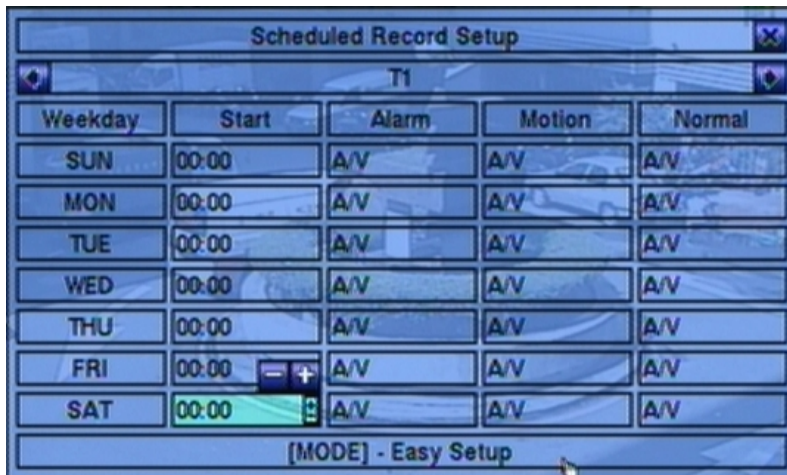 Scheduled Record Setup
T1
Weekday Start Alarm Motion Normal
SUN 00:00 A/V A/V A/V
MON 00:00 A/V A/V A/V
TUE 00:00 A/V A/V A/V
WED 00:00 A/V A/V A/V
THU 00:00 A/V A/V A/V
FRI 00:00 A/V A/V A/V
SAT 00:00 A/V A/V A/V
[MODE] - Easy Setup